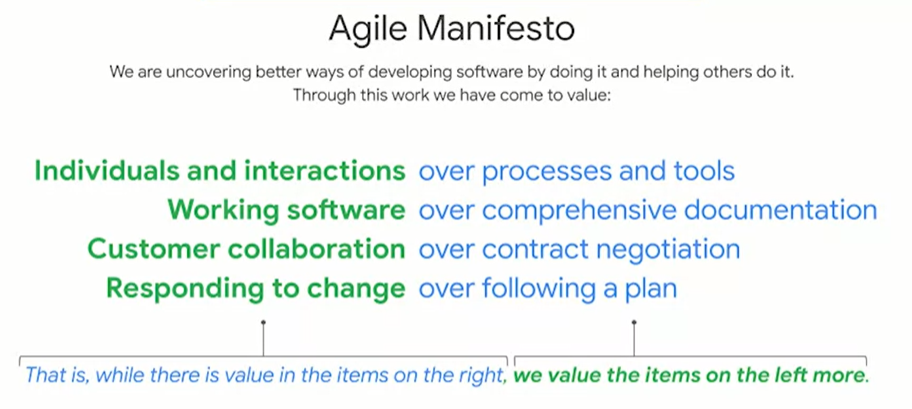 Agile Manifesto
We are uncovering better ways of developing software by doing it and helping others do it.
Through this work we have come to value:
Individuals and interactions over processes and tools
Working software over comprehensive documentation
Customer collaboration over contract negotiation
Responding to change over following a plan
That is, while there is value in the items on the right, we value the items on the left more.